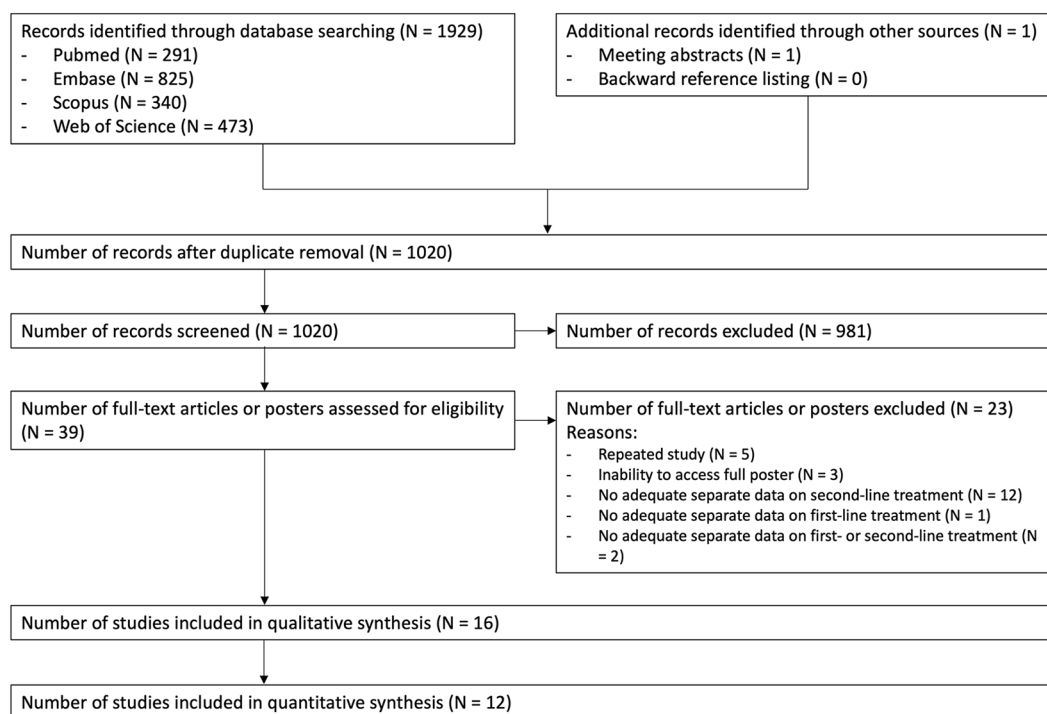 Records identified through database searching (N = 1929)
- Pubmed (N = 291)
- Embase (N = 825)
- Scopus (N = 340)
- Web of Science (N = 473)
Additional records identified through other sources (N = 1)
- Meeting abstracts (N = 1)
- Backward reference listing (N = 0)
Number of records after duplicate removal (N = 1020)
Number of records screened (N = 1020)
Number of records excluded (N = 981)
Number of full-text articles or posters assessed for eligibility
(N = 39)
Number of full-text articles or posters excluded (N = 23)
Reasons:
- Repeated study (N = 5)
- Inability to access full poster (N = 3)
- No adequate separate data on second-line treatment (N = 12)
- No adequate separate data on first-line treatment (N = 1)
- No adequate separate data on first- or second-line treatment (N
= 2)
Number of studies included in qualitative synthesis (N = 16)
Number of studies included in quantitative synthesis (N = 12)